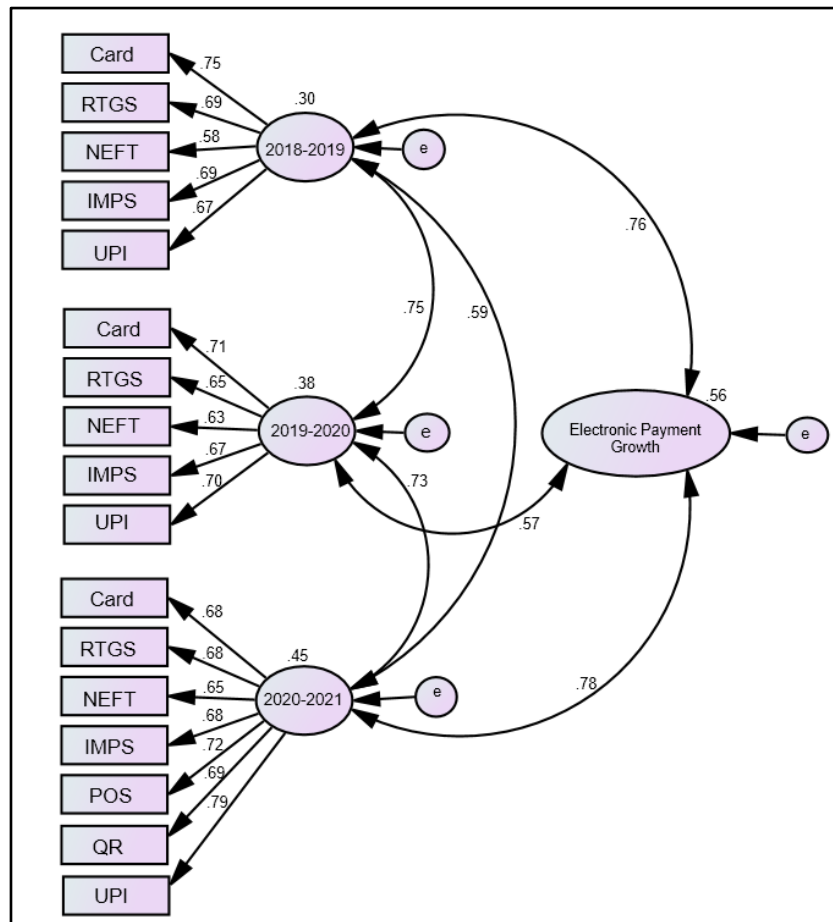 Card
.75
RTGS
.69
.30
NEFT
.58
2018-2019
e
IMPS
.69
UPI
.67
.76
.75
.59
Card
.71
RTGS
.65
.38
NEFT
.63
2019-2020
e
IMPS
.67
UPI
.70
.73
.57
.56
Electronic Payment
Growth
e
Card
.68
RTGS
.68
.45
NEFT
.65
2020-2021
e
IMPS
.68
POS
.72
QR
.69
UPI
.79
.78